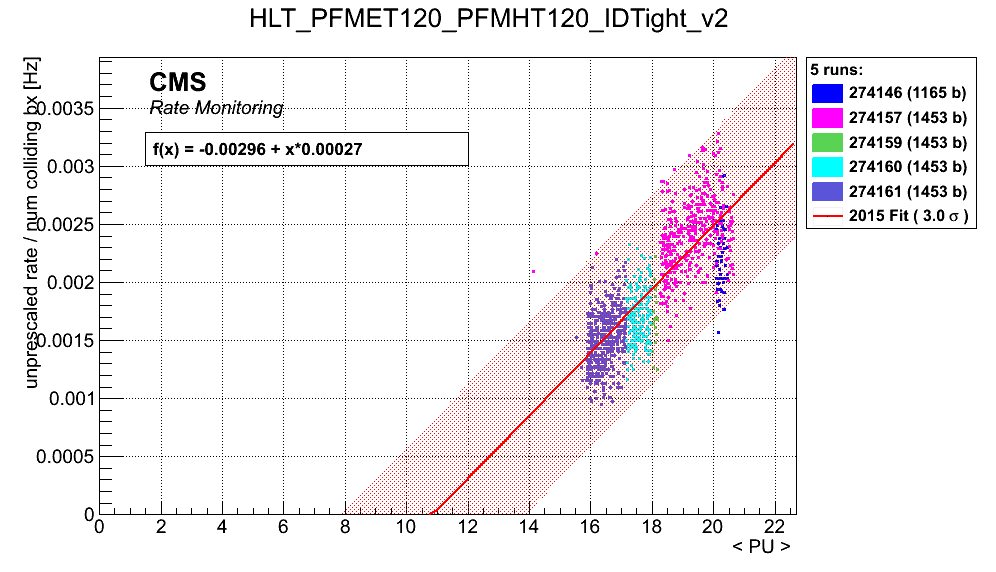 HLT_PFMET120_PFMHT120_IDTight_v2
unprescaled rate / num colliding bx [Hz]
CMS
Rate Monitoring
f(x) = -0.00296 + x*0.00027
0.0035
0.003
0.0025
0.002
0.0015
0.001
0.0005
0
0 2 4 6 8 10 12 14 16 18 20 22
< PU >
5 runs:
274146 (1165 b)
274157 (1453 b)
274159 (1453 b)
274160 (1453 b)
274161 (1453 b)
2015 Fit ( 3.0 σ )